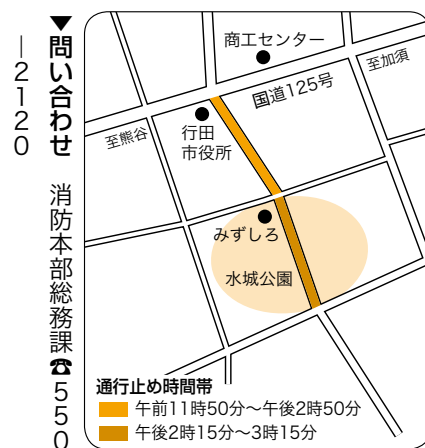 ▼問い合わせ 消防本部総務課☎550
―2120
商工センター
至加須
国道125号
至熊谷
行田
市役所
みずしろ
水城公園
通行止め時間帯
午前11時50分～午後2時50分
午後2時15分～3時15分